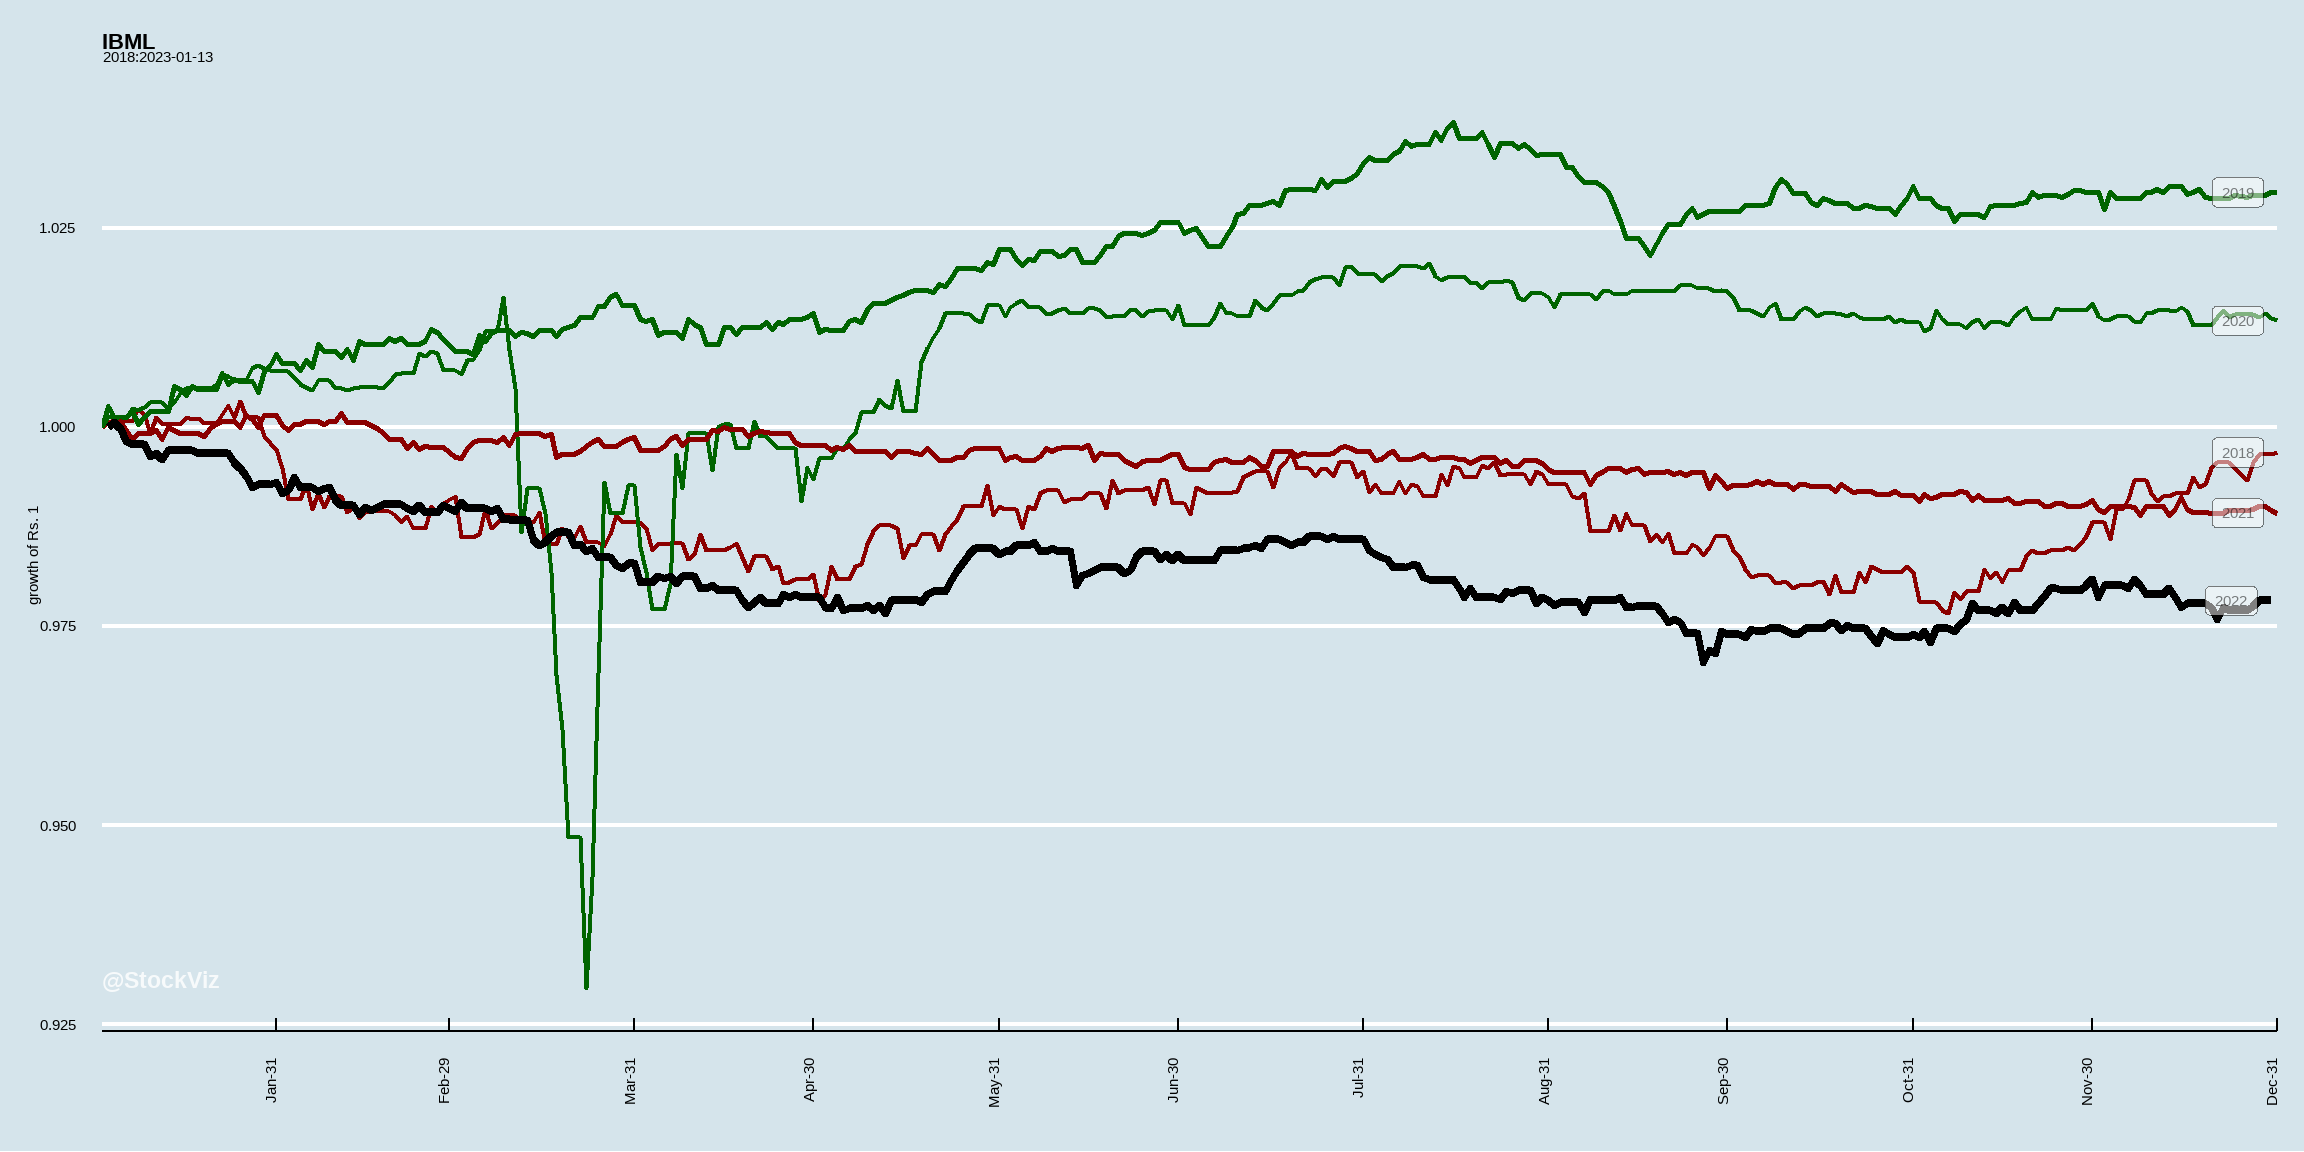 IBML
2018:2023-01-13
growth of Rs. 1
1.025
1.000
0.975
0.950
0.925
2019
2020
2018
2021
2022
@StockViz
Jan-31
Feb-29
Mar-31
Apr-30
May-31
Jun-30
Jul-31
Aug-31
Sep-30
Oct-31
Nov-30
Dec-31